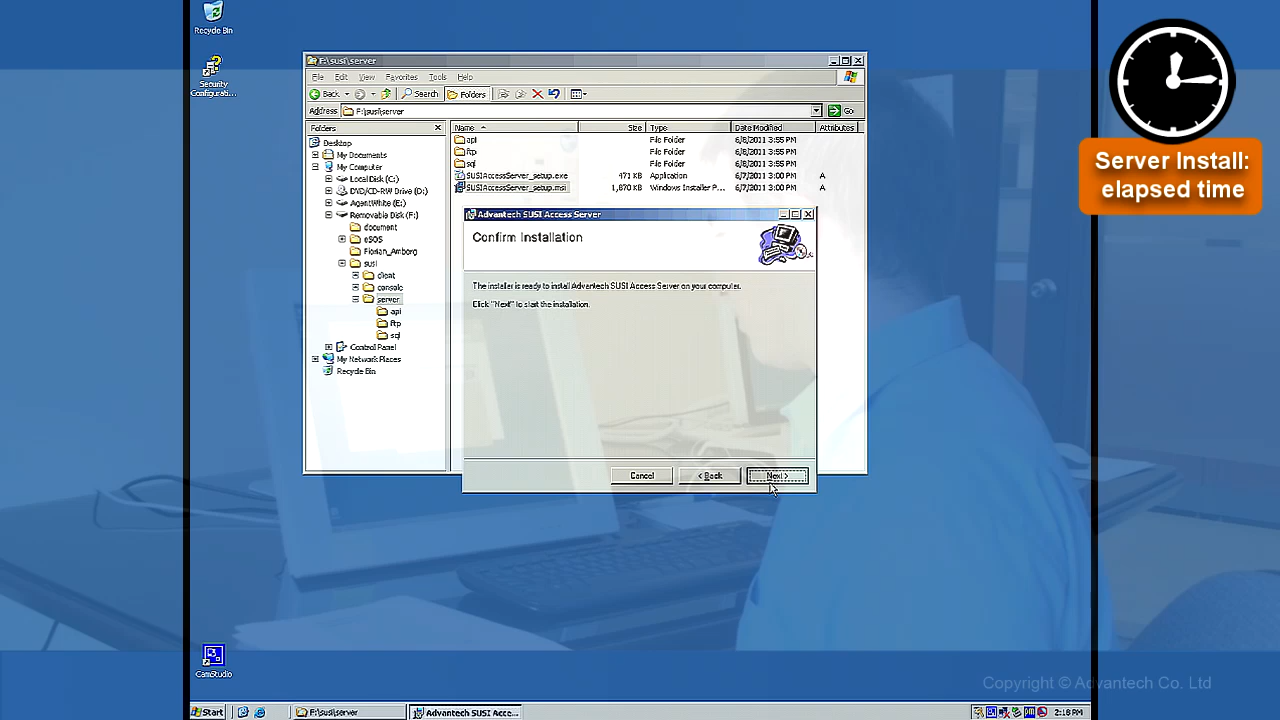 Recycle Bin
Security
Configurati...
F:\susi\server
File Edit View Favorites Tools Help
Back Search Folders
Address F:\susi\server Go
Folders
Name Size Type Date Modified Attributes
Desktop
My Documents
My Computer
Local Disk (C:)
DVD/CD-RW Drive (D:)
AgentWhite (E:)
Removable Disk (F:)
document
eSOS
Florian_Amborg
susi
client
console
server
api
ftp
sql
Control Panel
My Network Places
Recycle Bin
api File Folder 6/8/2011 3:55 PM
ftp File Folder 6/8/2011 3:55 PM
sql File Folder 6/8/2011 3:55 PM
SUSIAccessServer_setup.exe 471 KB Application 6/7/2011 3:00 PM A
SUSIAccessServer_setup.msi 1,870 KB Windows Installer P... 6/7/2011 3:00 PM A
Advantech SUSI Access Server
Confirm Installation
The installer is ready to install Advantech SUSI Access Server on your computer.
Click "Next" to start the installation.
Cancel < Back Next >
Server Install:
elapsed time
CamStudio
Copyright © Advantech Co. Ltd
Start F:\susi\server Advantech SUSI Acce... 2:18 PM